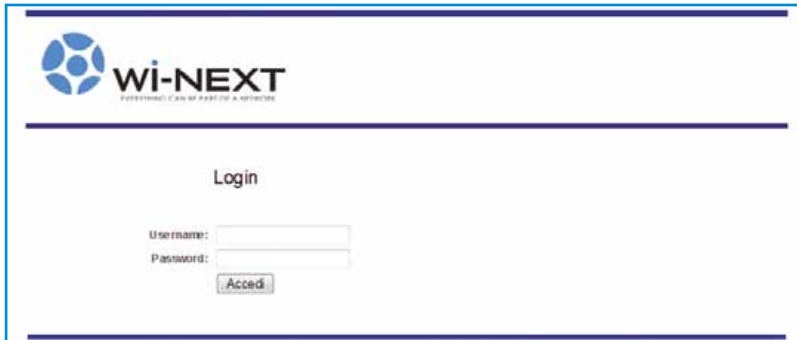 Wi-NEXT
EVERYTHING CAN BE PART OF A NETWORK
Login
Username:
Password:
Accedi